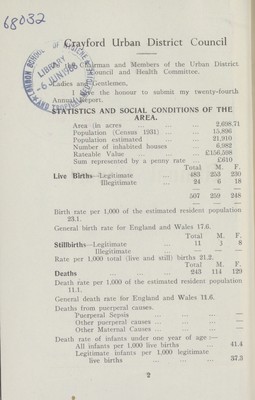 68032
Crayford Urban District Council
LIBRARY
6 JUN 1938
To the Chairman and Members of the Urban District
Council and Health Committee.
Ladies and Gentlemen,
I have the honour to submit my twenty-fourth
Annual Report.
STATISTICS AND SOCIAL CONDITIONS OF THE
AREA.
Area (in acres ... ... ... 2,698.71
Population (Census 1931) ... ... 15,896
Population estimated ... ... 21,910
Number of inhabited houses ... 6,982
Rateable Value ... ... £156,508
Sum represented by a penny rate ... £610
Total M. F.
Live Births—Legitimate ... 483 253 230
Illegitimate ... 24 6 18
507 259 248
Birth rate per 1,000 of the estimated resident population
23.1.
General birth rate for England and Wales 17.6.
Total M. F.
Stillbirths—Legitimate ... 11 3 8
Illegitimate ... — — —
Rate per 1,000 total (live and still) births 21.2.
Total M. F.
Deaths ... ... ... 243 114 129
Death rate per 1,000 of the estimated resident population
11.1.
General death rate for England and Wales 11.6.
Deaths from puerperal causes.
Puerperal Sepsis ... ... — — —
Other puerperal causes ... ... — — —
Other Maternal Causes ... — — —
Death rate of infants under one year of age :—
All infants per 1,000 live births ... 41.4
Legitimate infants per 1,000 legitimate
live births ... ... ... 37.3
2